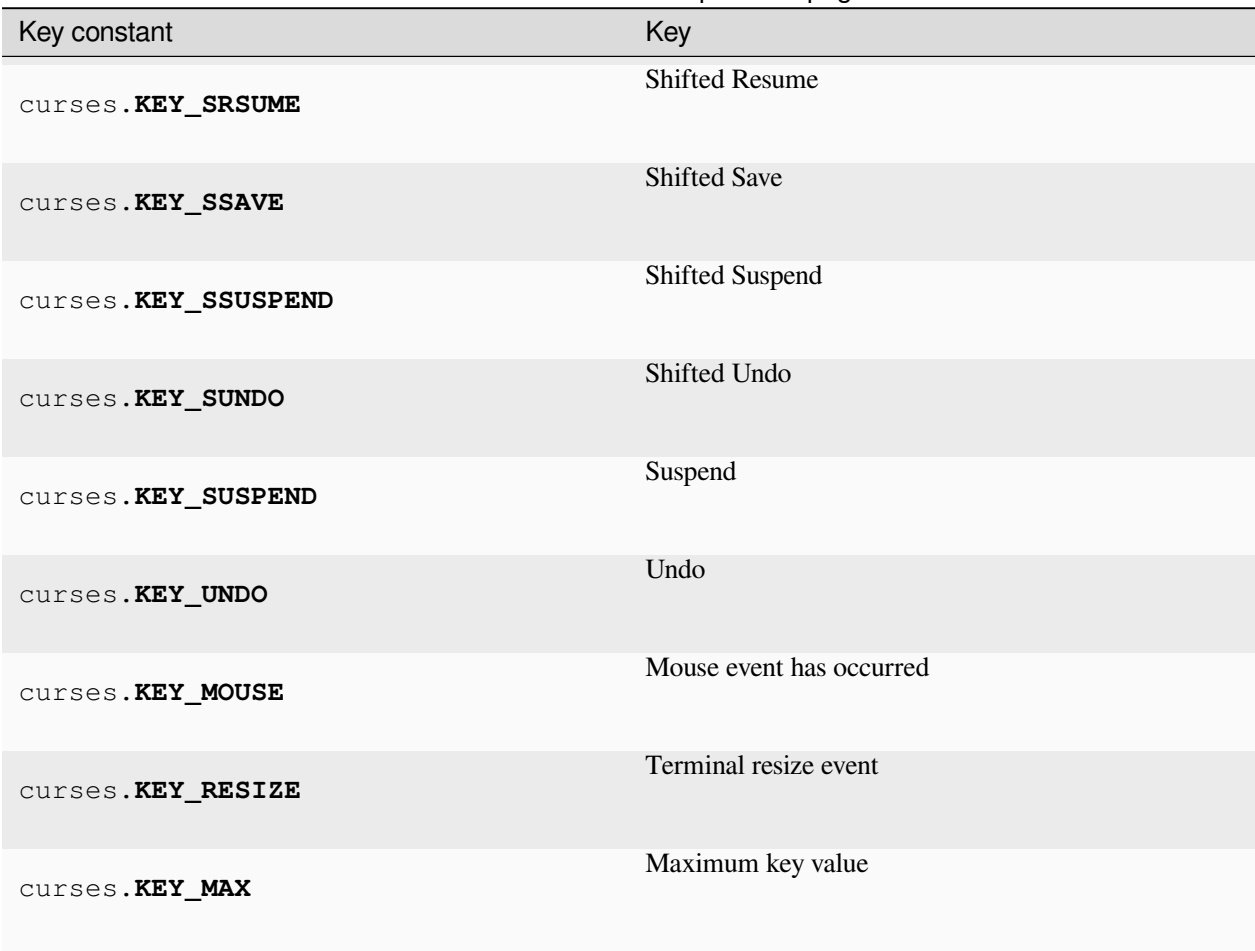 Key constant Key
Shifted Resume
curses.KEY_SRSUME
Shifted Save
curses.KEY_SSAVE
Shifted Suspend
curses.KEY_SSUSPEND
Shifted Undo
curses.KEY_SUNDO
Suspend
curses.KEY_SUSPEND
Undo
curses.KEY_UNDO
Mouse event has occurred
curses.KEY_MOUSE
Terminal resize event
curses.KEY_RESIZE
Maximum key value
curses.KEY_MAX